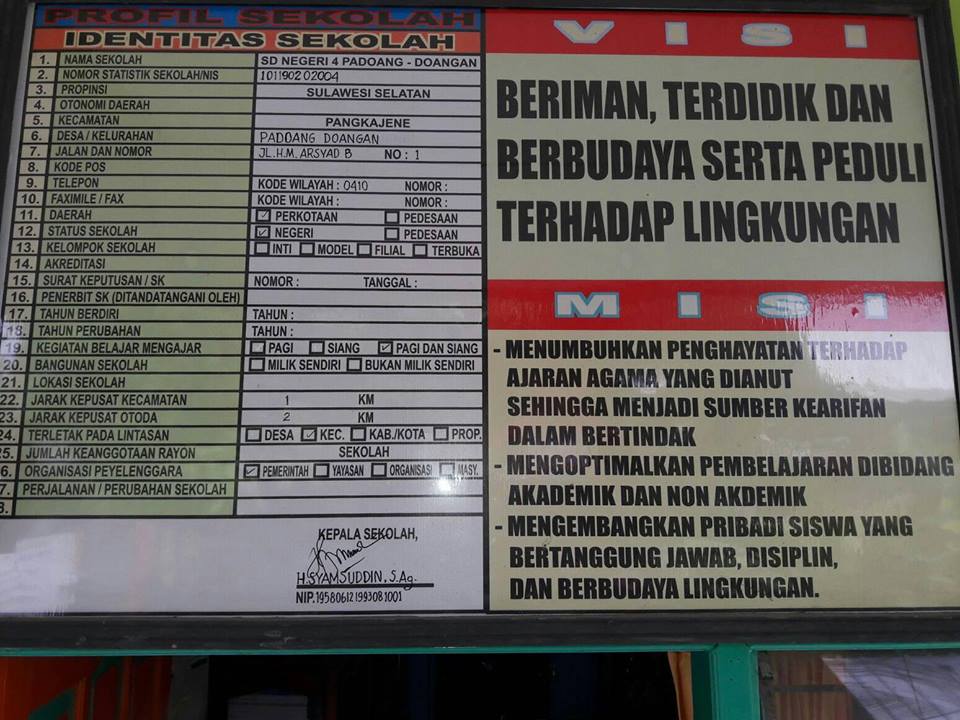 PROFIL SEKOLAH
IDENTITAS SEKOLAH
1. NAMA SEKOLAH SD NEGERI 4 PADOANG - DOANGAN
2. NOMOR STATISTIK SEKOLAH/NIS 101190202004
3. PROPINSI SULAWESI SELATAN
4. OTONOMI DAERAH
5. KECAMATAN PANGKAJENE
6. DESA / KELURAHAN PADOANG DOANGAN
7. JALAN DAN NOMOR JL.H.M. ARSYAD B NO : 1
8. KODE POS
9. TELEPON KODE WILAYAH : 0410 NOMOR :
10. FAXIMILE / FAX KODE WILAYAH : NOMOR :
11. DAERAH PERKOTAAN PEDESAAN
12. STATUS SEKOLAH NEGERI PEDESAAN
13. KELOMPOK SEKOLAH INTI MODEL FILIAL TERBUKA
14. AKREDITASI
15. SURAT KEPUTUSAN / SK NOMOR : TANGGAL :
16. PENERBIT SK (DITANDATANGANI OLEH)
17. TAHUN BERDIRI TAHUN :
18. TAHUN PERUBAHAN TAHUN :
19. KEGIATAN BELAJAR MENGAJAR PAGI SIANG PAGI DAN SIANG
20. BANGUNAN SEKOLAH MILIK SENDIRI BUKAN MILIK SENDIRI
21. LOKASI SEKOLAH
22. JARAK KEPUSAT KECAMATAN 1 KM
23. JARAK KEPUSAT OTODA 2 KM
24. TERLETAK PADA LINTASAN DESA KEC. KAB./KOTA PROP.
5. JUMLAH KEANGGOTAAN RAYON SEKOLAH
6. ORGANISASI PEYELENGGARA PEMERINTAH YAYASAN ORGANISASI MASY.
7. PERJALANAN / PERUBAHAN SEKOLAH
8.
KEPALA SEKOLAH,
H.SYAMSUDDIN, S.Ag.
NIP.195806121993081001
VISI
BERIMAN, TERDIDIK DAN
BERBUDAYA SERTA PEDULI
TERHADAP LINGKUNGAN
MISI
- MENUMBUHKAN PENGHAYATAN TERHADAP
AJARAN AGAMA YANG DIANUT
SEHINGGA MENJADI SUMBER KEARIFAN
DALAM BERTINDAK
- MENGOPTIMALKAN PEMBELAJARAN DIBIDANG
AKADEMIK DAN NON AKDEMIK
- MENGEMBANGKAN PRIBADI SISWA YANG
BERTANGGUNG JAWAB, DISIPLIN,
DAN BERBUDAYA LINGKUNGAN.